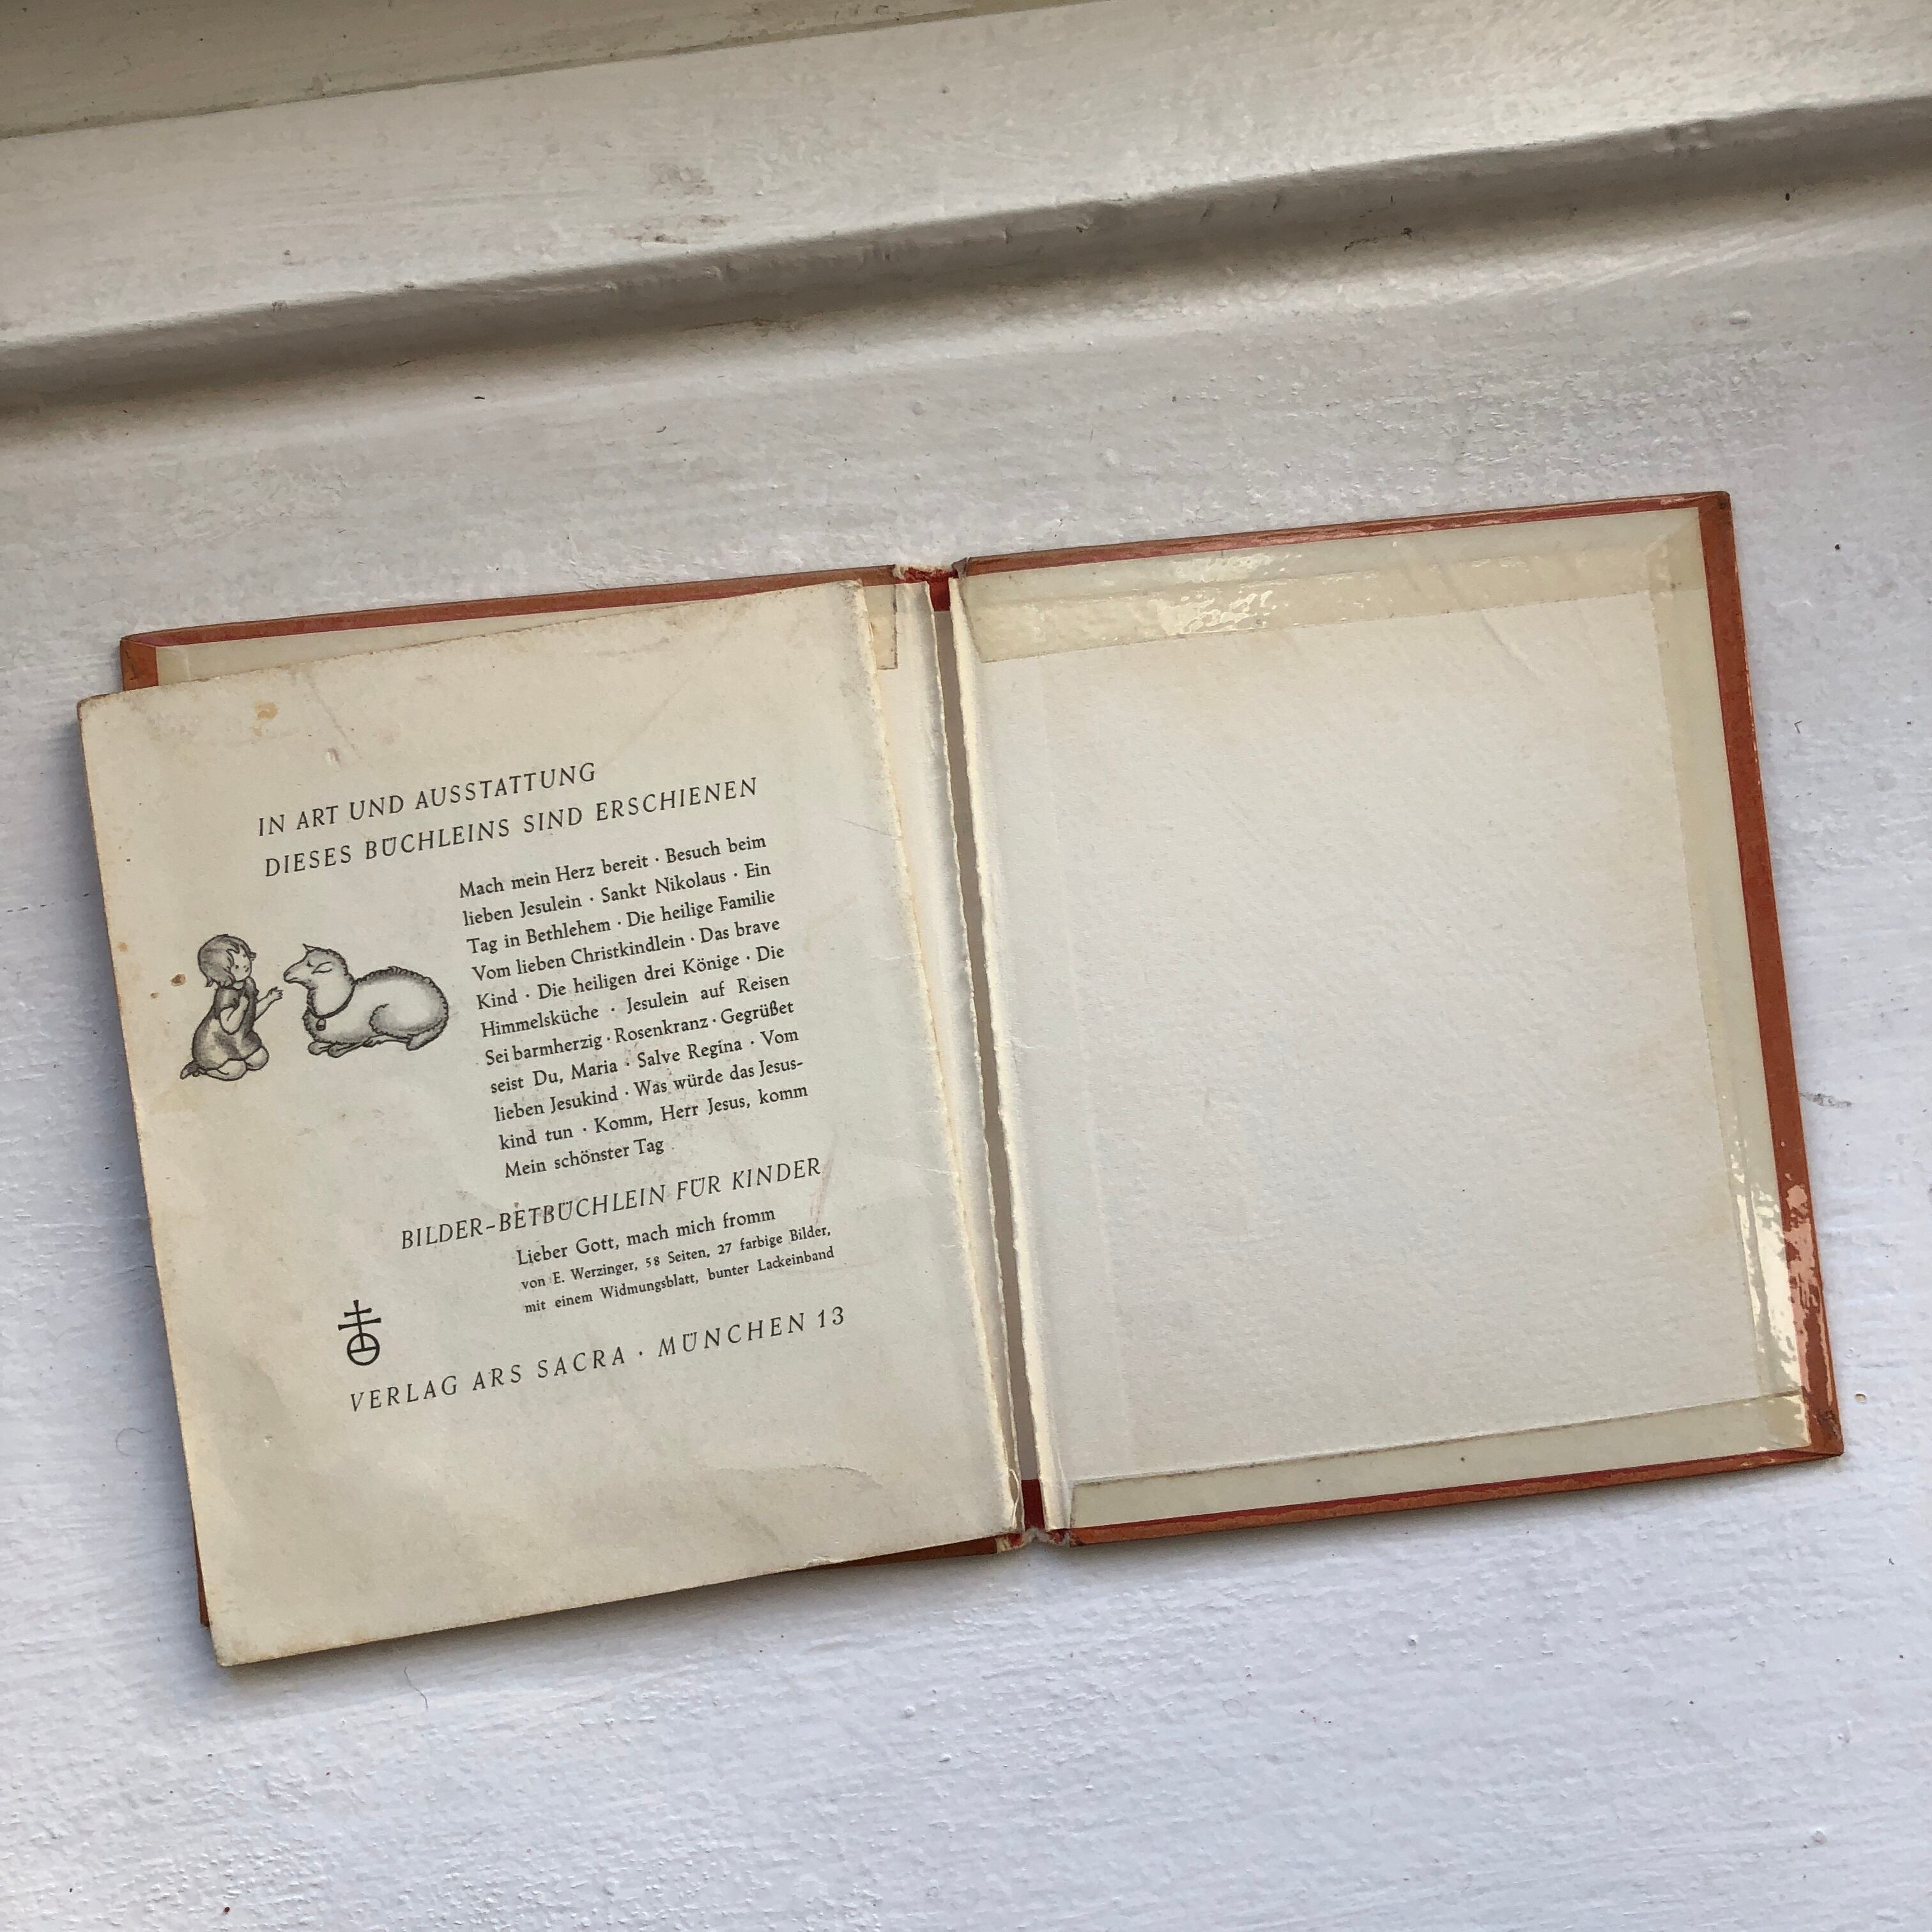 IN ART UND AUSSTATTUNG
DIESES BÜCHLEINS SIND ERSCHIENEN
Mach mein Herz bereit · Besuch beim
lieben Jesulein · Sankt Nikolaus · Ein
Tag in Bethlehem · Die heilige Familie
Vom lieben Christkindlein · Das brave
Kind · Die heiligen drei Könige · Die
Himmelsküche · Jesulein auf Reisen
Sei barmherzig · Rosenkranz · Gegrüßet
seist Du, Maria · Salve Regina · Vom
lieben Jesukind · Was würde das Jesus-
kind tun · Komm, Herr Jesus, komm
Mein schönster Tag
BILDER-BETBÜCHLEIN FÜR KINDER
Lieber Gott, mach mich fromm
von E. Werzinger, 58 Seiten, 27 farbige Bilder,
mit einem Widmungsblatt, bunter Lackeinband
VERLAG ARS SACRA · MÜNCHEN 13